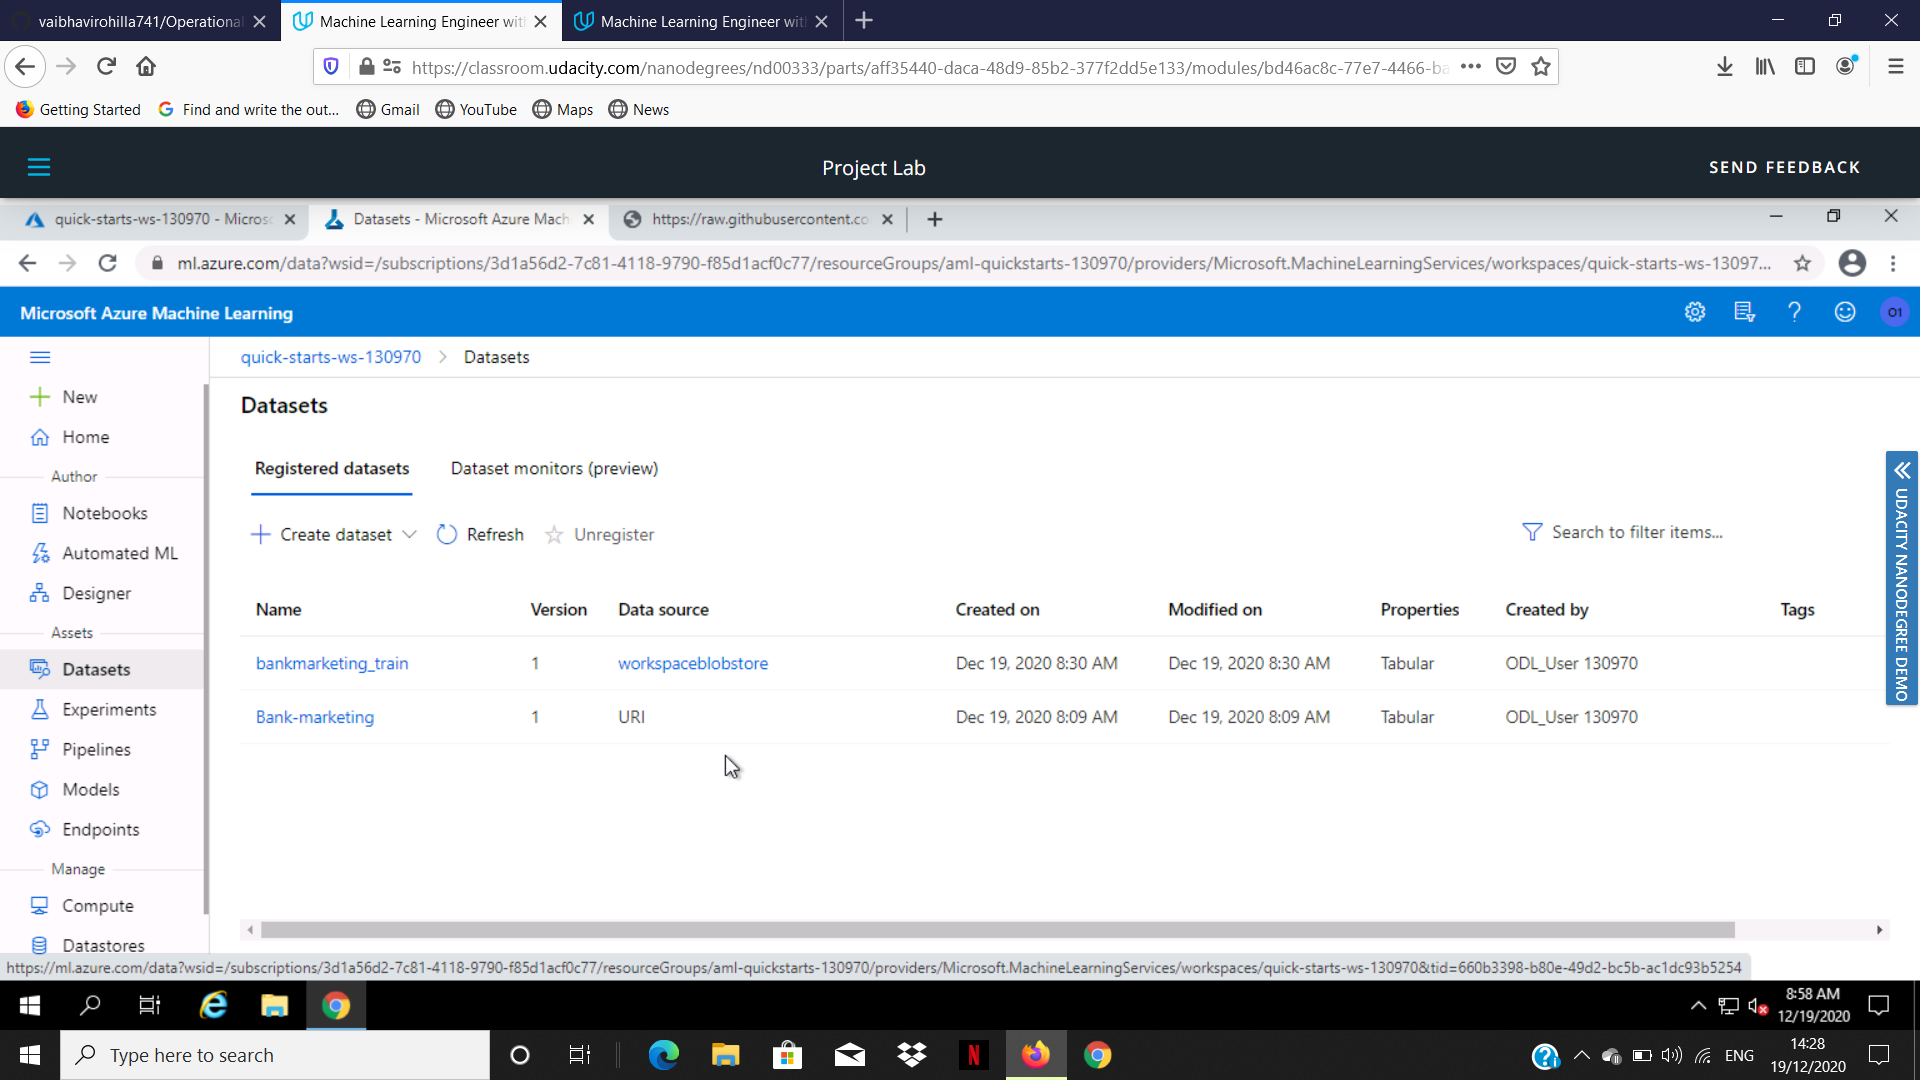 vaibhavirohilla741/Operational
Machine Learning Engineer wit
Machine Learning Engineer wit
https://classroom.udacity.com/nanodegrees/nd00333/parts/aff35440-daca-48d9-85b2-377f2dd5e133/modules/bd46ac8c-77e7-4466-ba
Getting Started
Find and write the out...
Gmail
YouTube
Maps
News
Project Lab
SEND FEEDBACK
quick-starts-ws-130970 - Micros
Datasets - Microsoft Azure Mach
https://raw.githubusercontent.co
ml.azure.com/data?wsid=/subscriptions/3d1a56d2-7c81-4118-9790-f85d1acf0c77/resourceGroups/aml-quickstarts-130970/providers/Microsoft.MachineLearningServices/workspaces/quick-starts-ws-13097...
Microsoft Azure Machine Learning
O1
quick-starts-ws-130970 > Datasets
New
Home
Author
Notebooks
Automated ML
Designer
Assets
Datasets
Experiments
Pipelines
Models
Endpoints
Manage
Compute
Datastores
Datasets
Registered datasets
Dataset monitors (preview)
Create dataset
Refresh
Unregister
Search to filter items...
Name Version Data source Created on Modified on Properties Created by Tags
bankmarketing_train 1 workspaceblobstore Dec 19, 2020 8:30 AM Dec 19, 2020 8:30 AM Tabular ODL_User 130970
Bank-marketing 1 URI Dec 19, 2020 8:09 AM Dec 19, 2020 8:09 AM Tabular ODL_User 130970
UDACITY NANODEGREE DEMO
https://ml.azure.com/data?wsid=/subscriptions/3d1a56d2-7c81-4118-9790-f85d1acf0c77/resourceGroups/aml-quickstarts-130970/providers/Microsoft.MachineLearningServices/workspaces/quick-starts-ws-130970&tid=660b3398-b80e-49d2-bc5b-ac1dc93b5254
8:58 AM
12/19/2020
Type here to search
ENG
14:28
19/12/2020